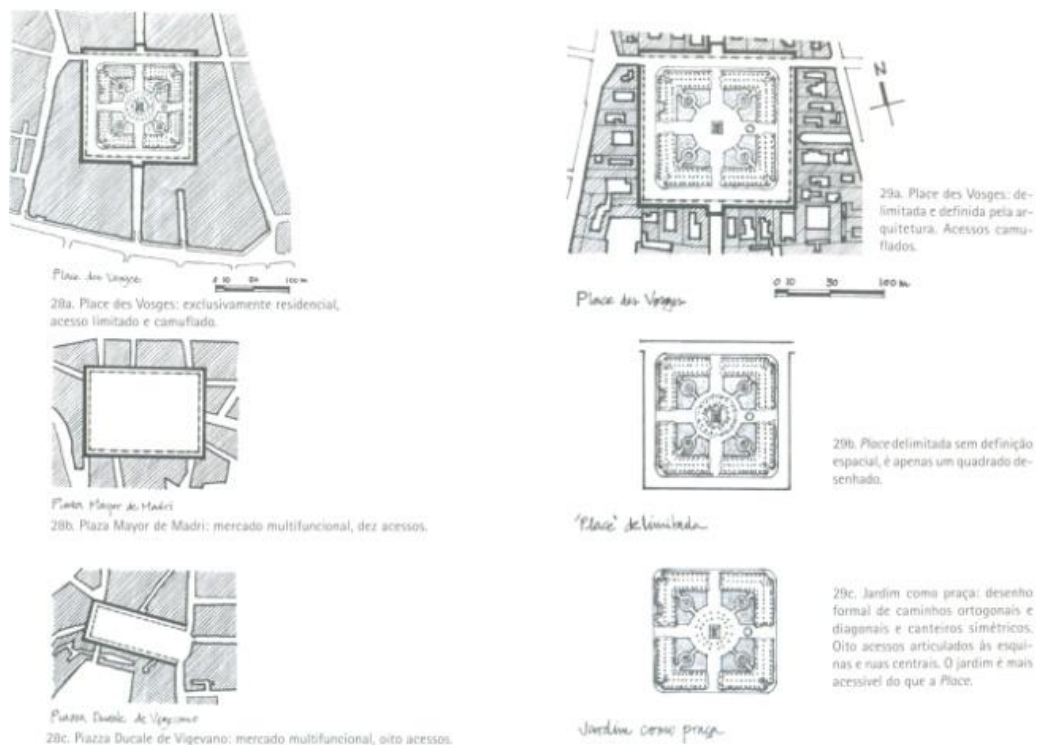 Place des Vosges
0 10 50 100 m
28a. Place des Vosges: exclusivamente residencial,
acesso limitado e camuflado.
Plaza Mayor de Madri
28b. Plaza Mayor de Madri: mercado multifuncional, dez acessos.
Piazza Ducale de Vigevano
28c. Piazza Ducale de Vigevano: mercado multifuncional, oito acessos.
N
29a. Place des Vosges: de-
limitada e definida pela ar-
quitetura. Acessos camu-
flados.
Place des Vosges
0 10 50 100 m
29b. Place delimitada sem definição
espacial, é apenas um quadrado de-
senhado.
'Place' delimitada
29c. Jardim como praça: desenho
formal de caminhos ortogonais e
diagonais e canteiros simétricos.
Oito acessos articulados às esqui-
nas e ruas centrais. O jardim é mais
acessível do que a Place.
Jardim como praça